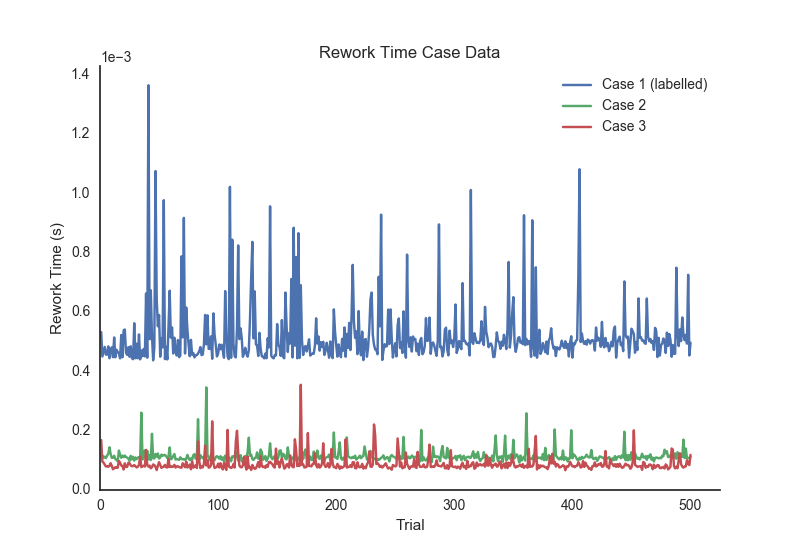 Rework Time Case Data
1e−3
1.4
1.2
1.0
0.8
0.6
0.4
0.2
0.0
Rework Time (s)
Case 1 (labelled)
Case 2
Case 3
0 100 200 300 400 500
Trial